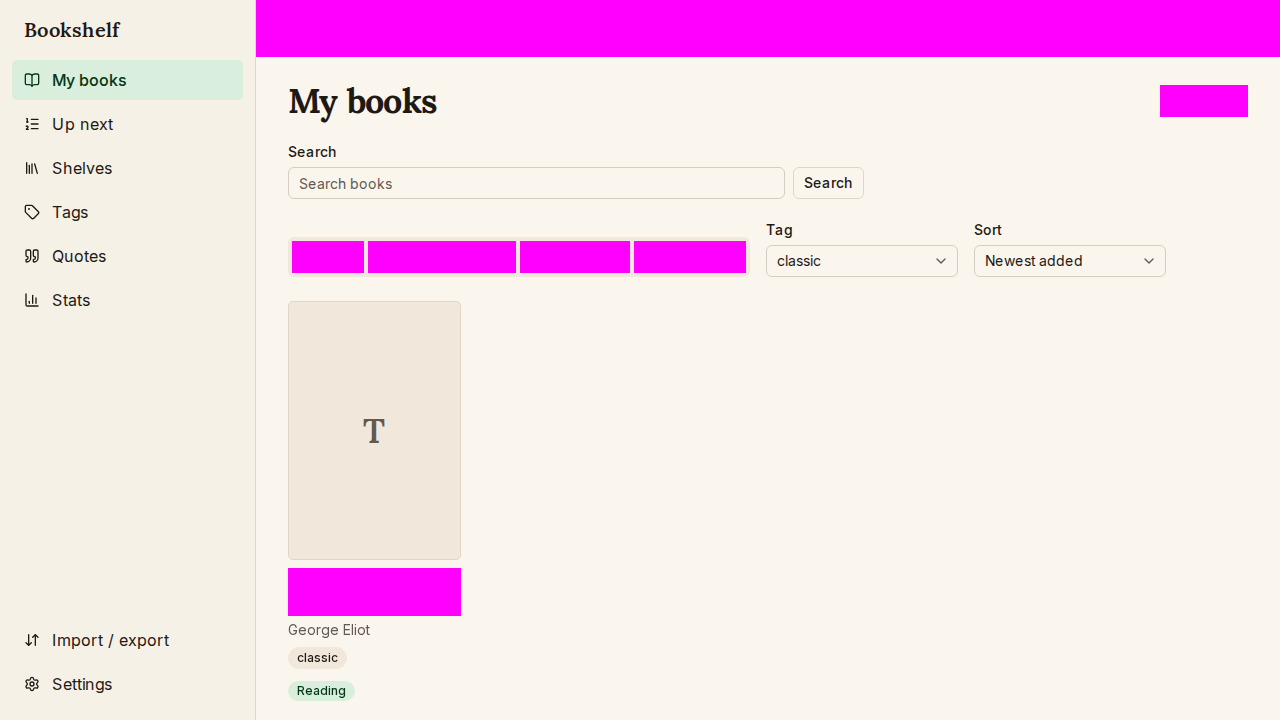 Bookshelf
My books
Up next
Shelves
Tags
Quotes
Stats
Import / export
Settings
My books
Search
Search books
Search
Tag
classic
Sort
Newest added
T
George Eliot
classic
Reading